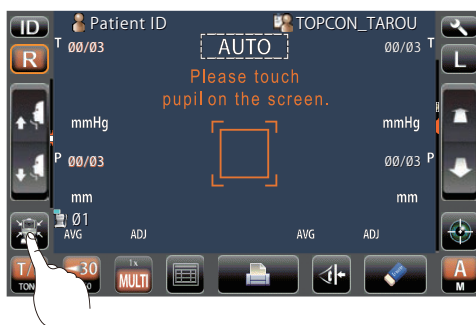 ID Patient ID TOPCON_TAROU
R T 00/03 AUTO 00/03 T L
Please touch
pupil on the screen.
mmHg mmHg
P 00/03 00/03 P
mm mm
01
AVG ADJ AVG ADJ
T/ 30 1x MULTI A
TON 0 M